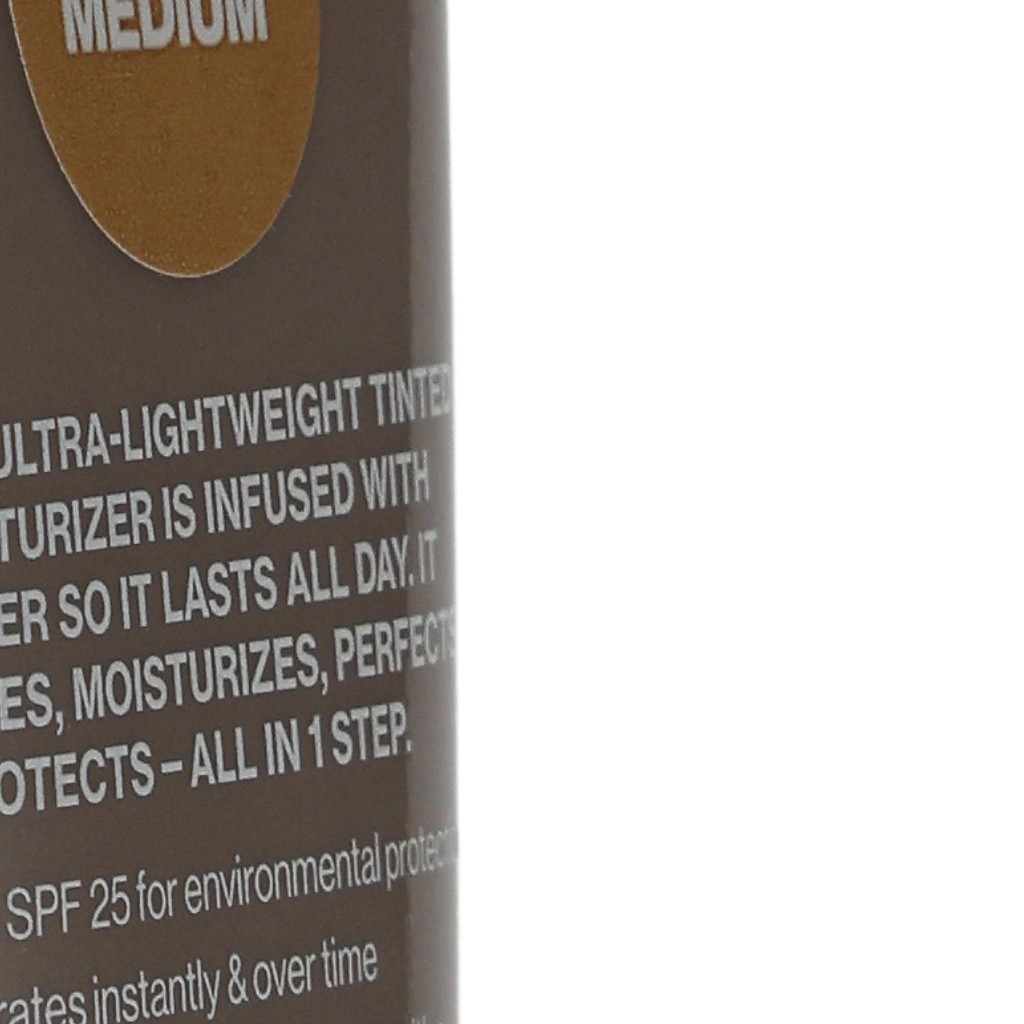 MEDIUM
ULTRA-LIGHTWEIGHT TINTED
TURIZER IS INFUSED WITH
ER SO IT LASTS ALL DAY. IT
ES, MOISTURIZES, PERFECTS
OTECTS – ALL IN 1 STEP.
SPF 25 for environmental protec
rates instantly & over time